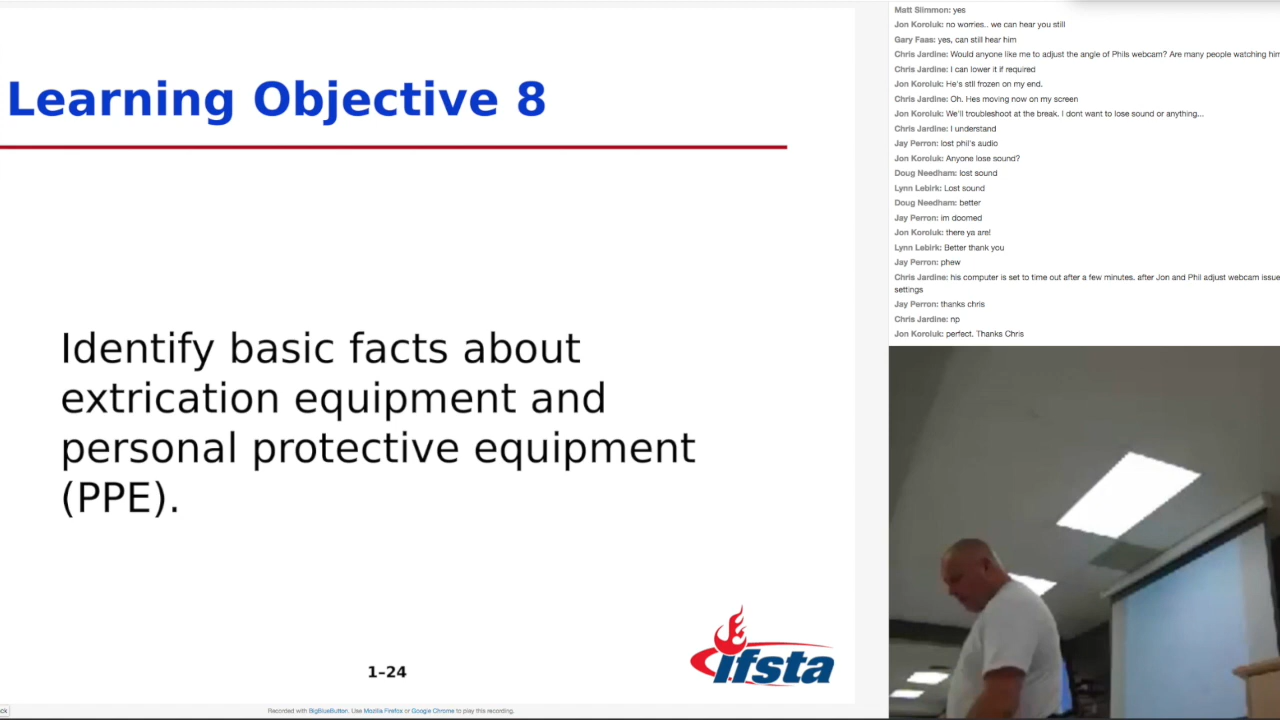 Learning Objective 8
Identify basic facts about
extrication equipment and
personal protective equipment
(PPE).
1–24
ifsta
Recorded with BigBlueButton. Use Mozilla Firefox or Google Chrome to play this recording.
Matt Slimmon: yes
Jon Koroluk: no worries.. we can hear you still
Gary Faas: yes, can still hear him
Chris Jardine: Would anyone like me to adjust the angle of Phils webcam? Are many people watching him
Chris Jardine: I can lower it if required
Jon Koroluk: He's still frozen on my end.
Chris Jardine: Oh. Hes moving now on my screen
Jon Koroluk: We'll troubleshoot at the break. I dont want to lose sound or anything...
Chris Jardine: I understand
Jay Perron: lost phil's audio
Jon Koroluk: Anyone lose sound?
Doug Needham: lost sound
Lynn Lebirk: Lost sound
Doug Needham: better
Jay Perron: im doomed
Jon Koroluk: there ya are!
Lynn Lebirk: Better thank you
Jay Perron: phew
Chris Jardine: his computer is set to time out after a few minutes. after Jon and Phil adjust webcam issue
settings
Jay Perron: thanks chris
Chris Jardine: np
Jon Koroluk: perfect. Thanks Chris